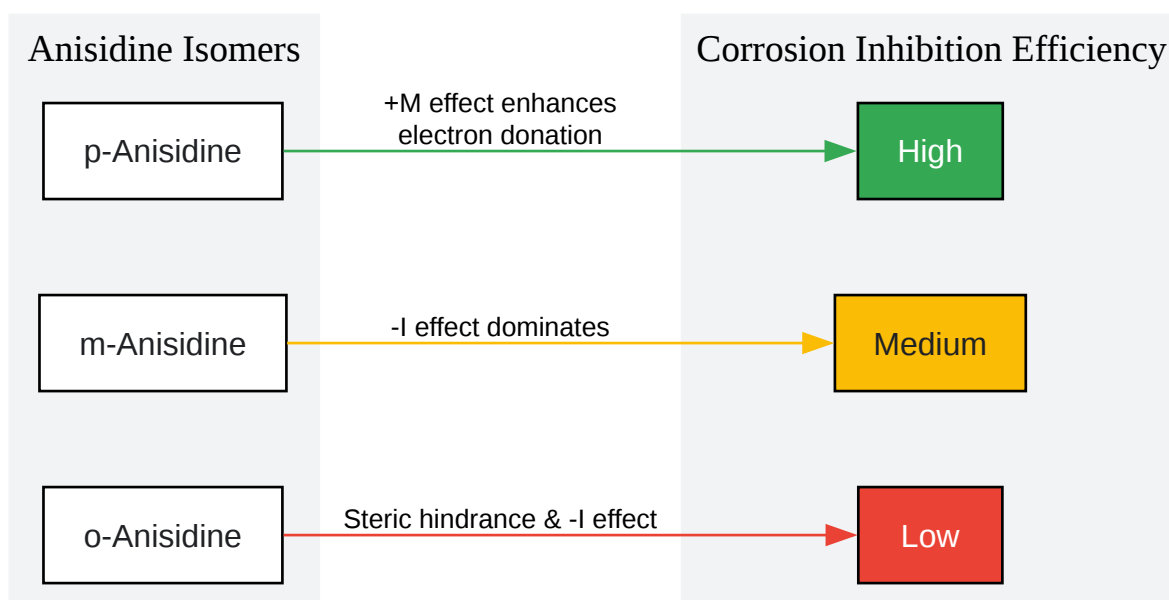 Anisidine Isomers
Corrosion Inhibition Efficiency
p-Anisidine
+M effect enhances
electron donation
High
m-Anisidine
-I effect dominates
Medium
o-Anisidine
Steric hindrance & -I effect
Low